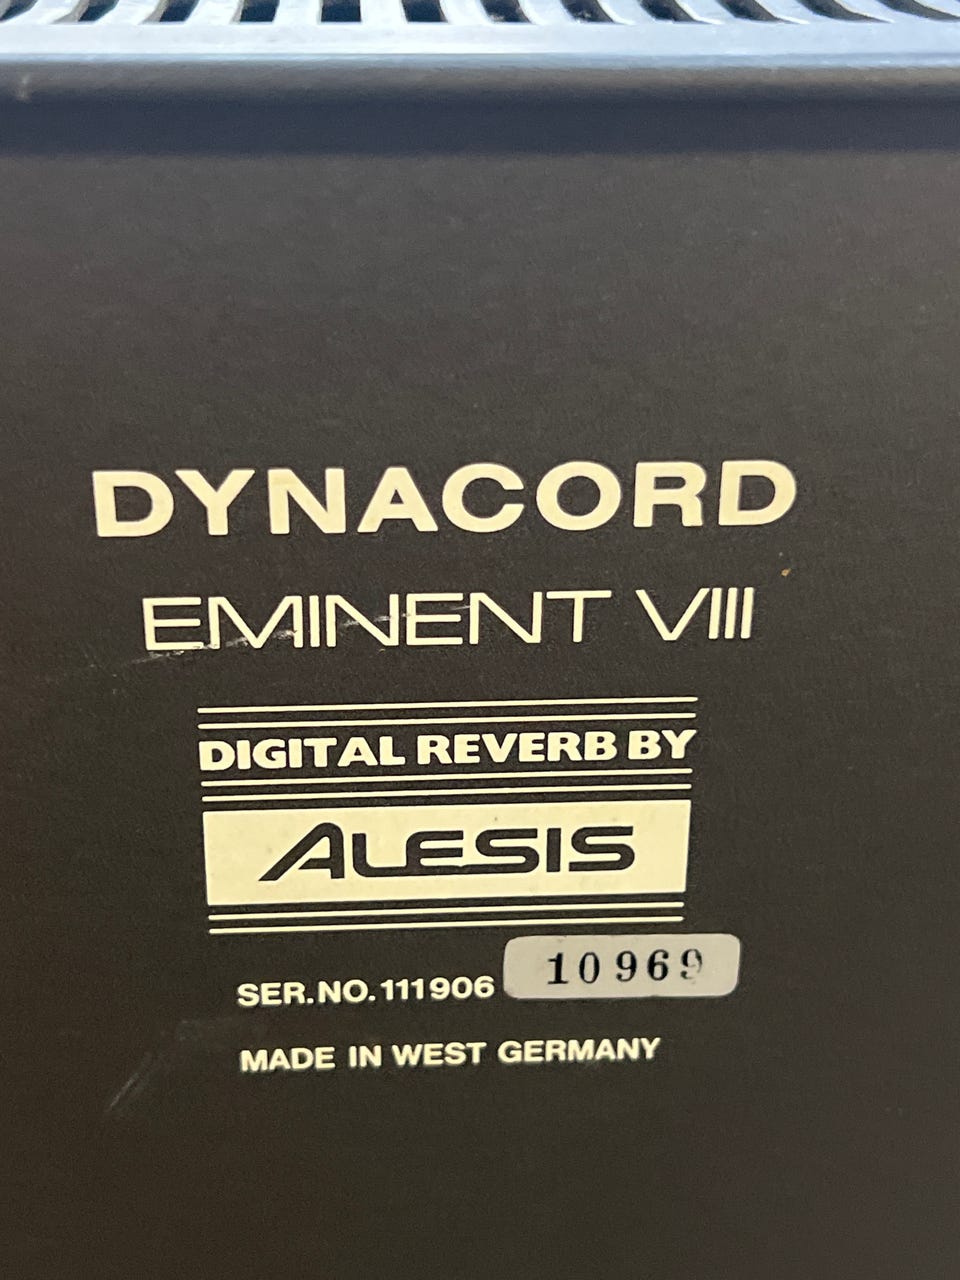 DYNACORD
EMINENT VIII
DIGITAL REVERB BY
ALESIS
SER.NO.111906 10969
MADE IN WEST GERMANY